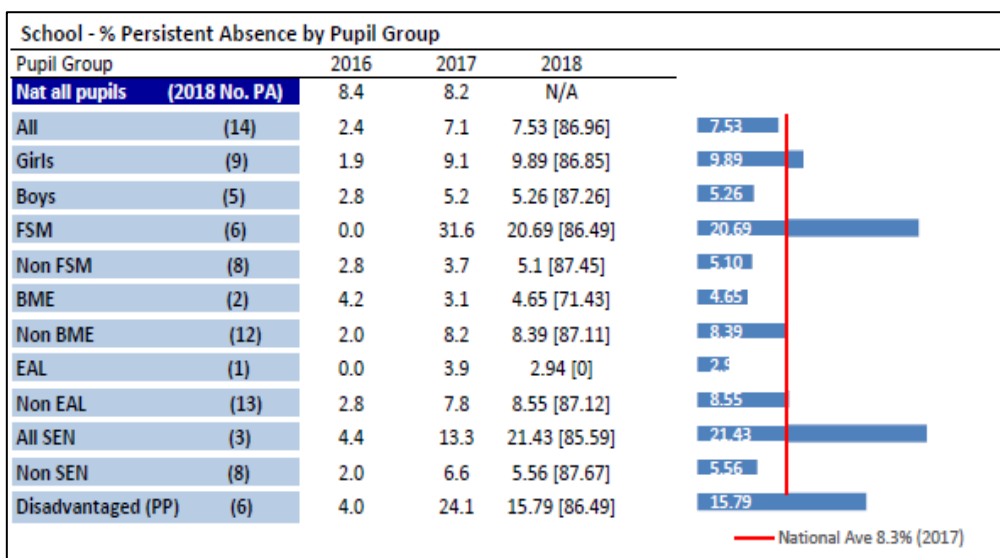 School - % Persistent Absence by Pupil Group
Pupil Group 2016 2017 2018
Nat all pupils (2018 No. PA) 8.4 8.2 N/A
All (14) 2.4 7.1 7.53 [86.96] 7.53
Girls (9) 1.9 9.1 9.89 [86.85] 9.89
Boys (5) 2.8 5.2 5.26 [87.26] 5.26
FSM (6) 0.0 31.6 20.69 [86.49] 20.69
Non FSM (8) 2.8 3.7 5.1 [87.45] 5.10
BME (2) 4.2 3.1 4.65 [71.43] 4.65
Non BME (12) 2.0 8.2 8.39 [87.11] 8.39
EAL (1) 0.0 3.9 2.94 [0]
Non EAL (13) 2.8 7.8 8.55 [87.12] 8.55
All SEN (3) 4.4 13.3 21.43 [85.59] 21.43
Non SEN (8) 2.0 6.6 5.56 [87.67] 5.56
Disadvantaged (PP) (6) 4.0 24.1 15.79 [86.49] 15.79
National Ave 8.3% (2017)